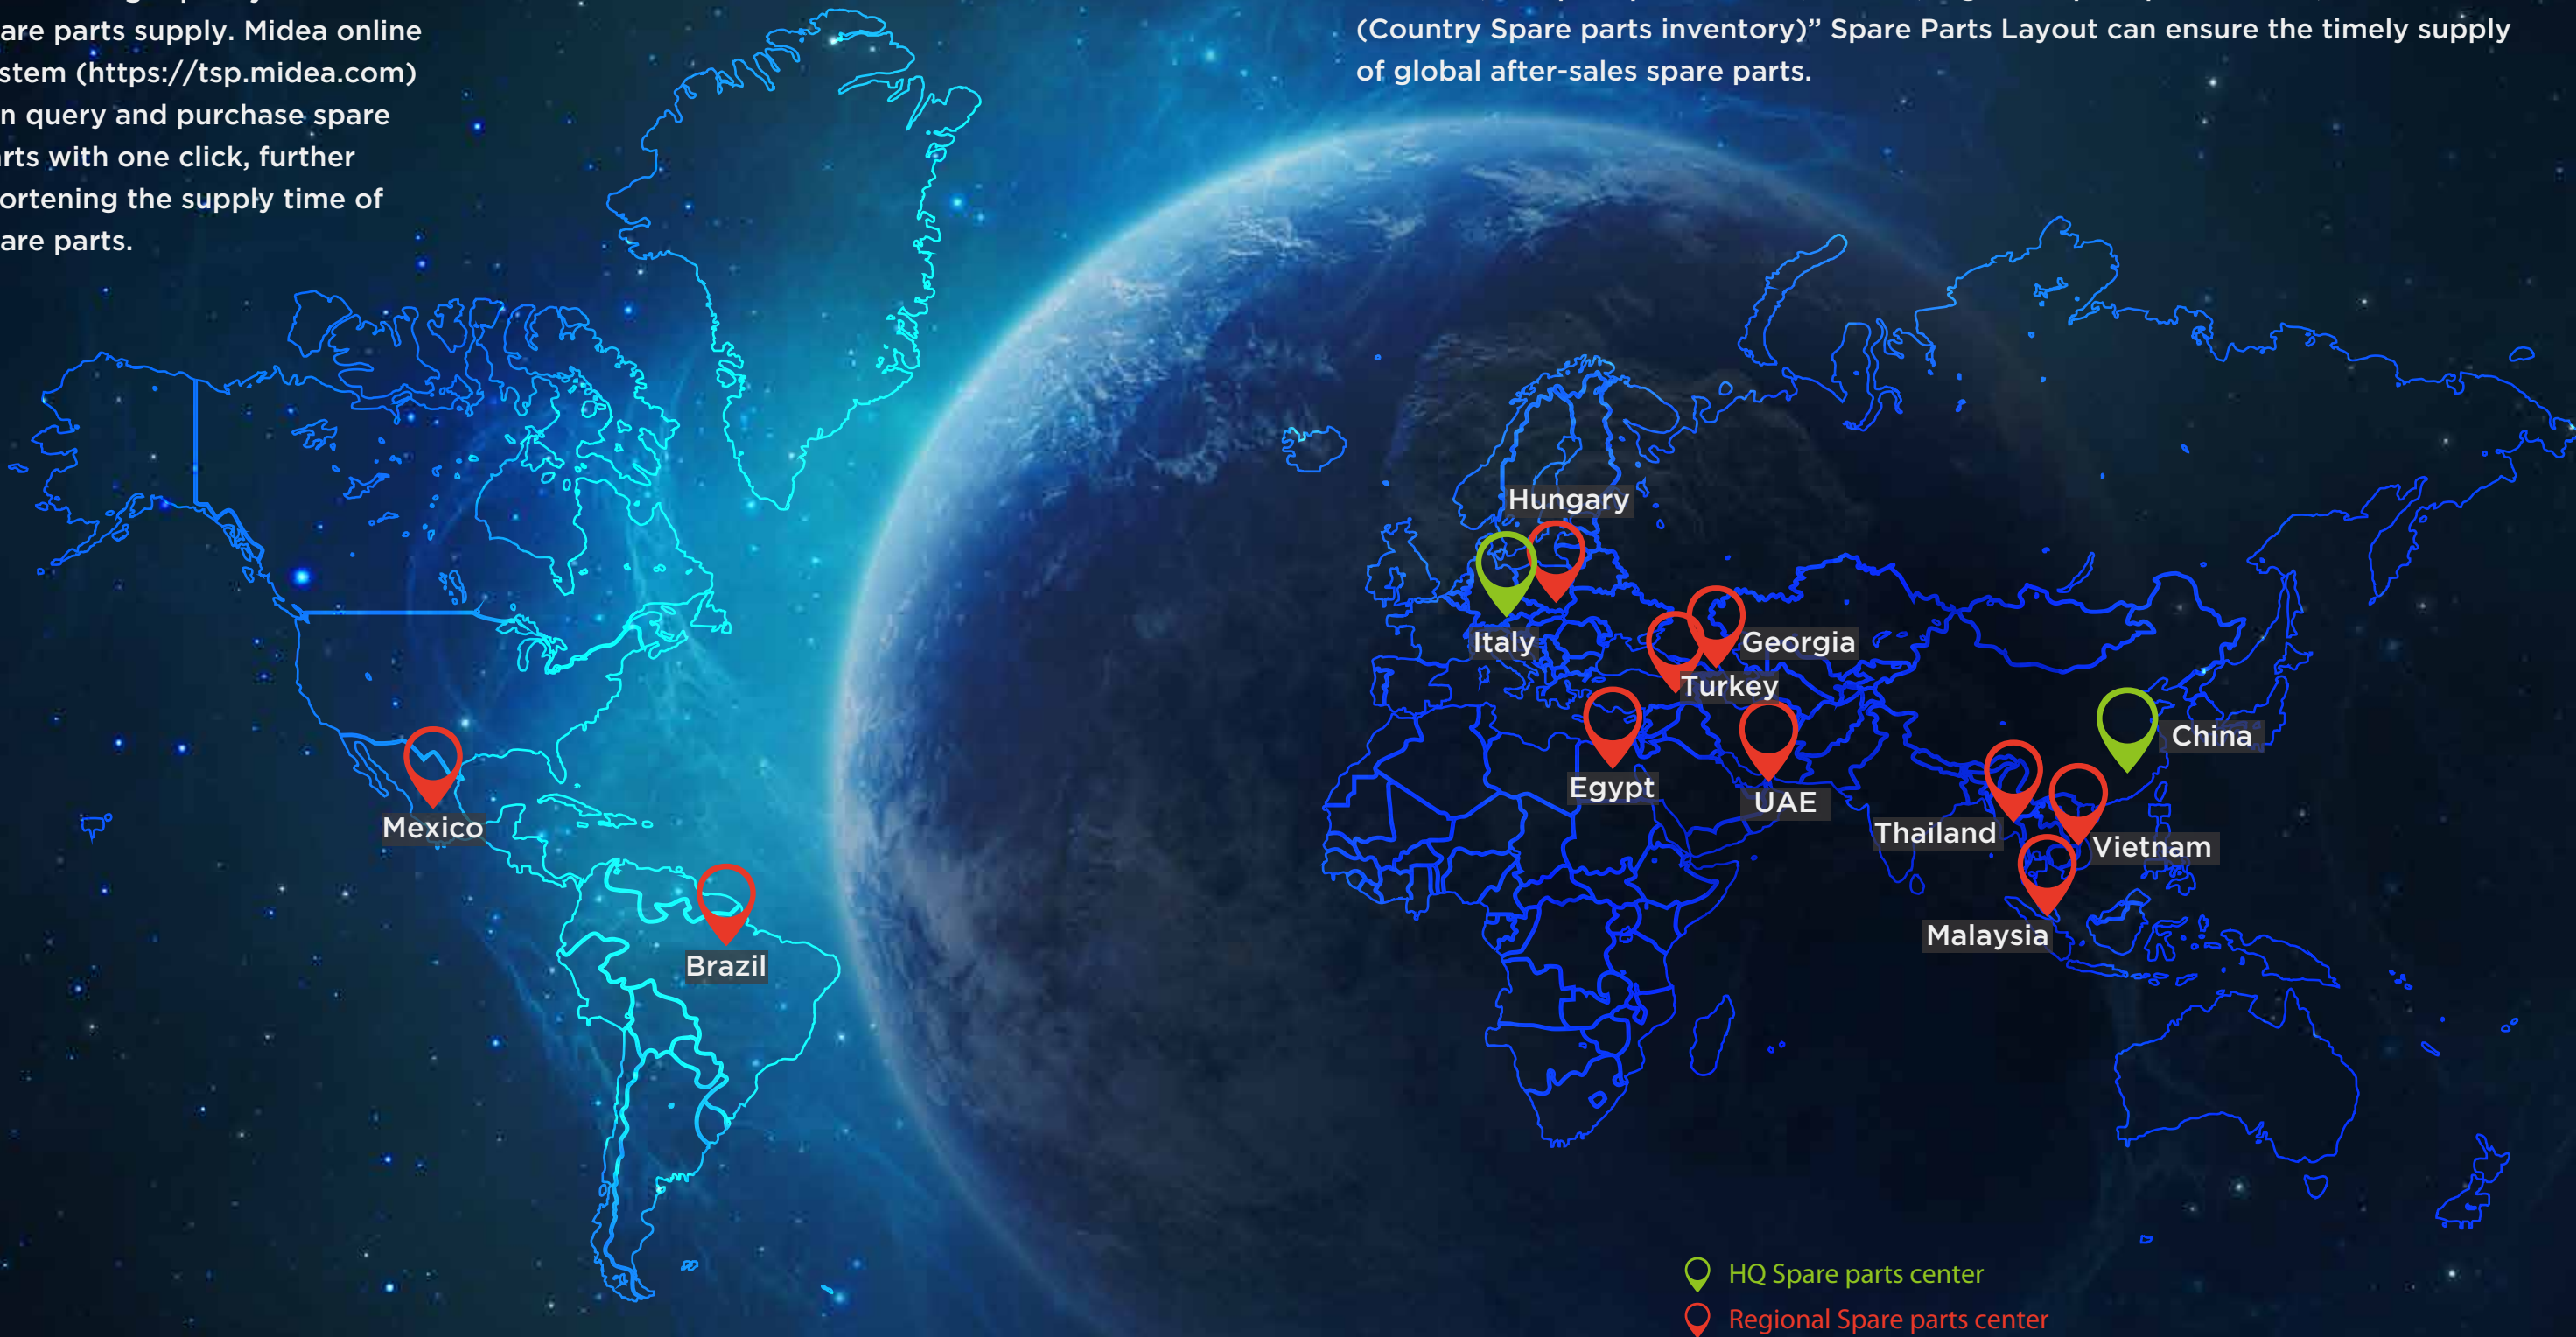 are parts supply. Midea online
stem (https://tsp.midea.com)
n query and purchase spare
rts with one click, further
ortening the supply time of
are parts.
(Country Spare parts inventory)” Spare Parts Layout can ensure the timely supply
of global after-sales spare parts.
Hungary
Italy
Georgia
Turkey
China
Egypt
UAE
Mexico
Thailand
Vietnam
Brazil
Malaysia
HQ Spare parts center
Regional Spare parts center